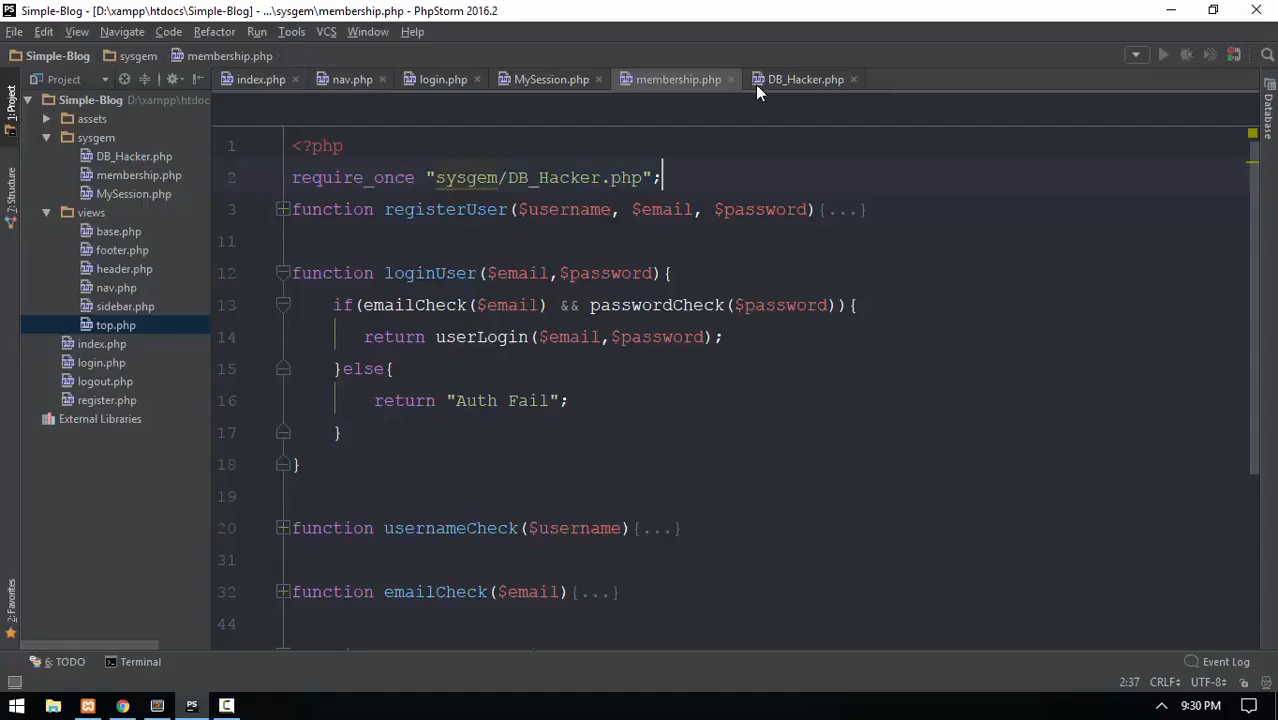 Simple-Blog - [D:\xampp\htdocs\Simple-Blog] - ...\sysgem\membership.php - PhpStorm 2016.2
File Edit View Navigate Code Refactor Run Tools VCS Window Help
Simple-Blog sysgem membership.php
Project index.php nav.php login.php MySession.php membership.php DB_Hacker.php
1: Project
7: Structure
2: Favorites
Database
Simple-Blog D:\xampp\htdoc
assets
sysgem
DB_Hacker.php
membership.php
MySession.php
views
base.php
footer.php
header.php
nav.php
sidebar.php
top.php
index.php
login.php
logout.php
register.php
External Libraries
1 <?php
2 require_once "sysgem/DB_Hacker.php";
3 function registerUser($username, $email, $password){...}
11
12 function loginUser($email,$password){
13 if(emailCheck($email) && passwordCheck($password)){
14 return userLogin($email,$password);
15 }else{
16 return "Auth Fail";
17 }
18 }
19
20 function usernameCheck($username){...}
31
32 function emailCheck($email){...}
44
6: TODO Terminal Event Log
2:37 CRLF UTF-8
9:30 PM